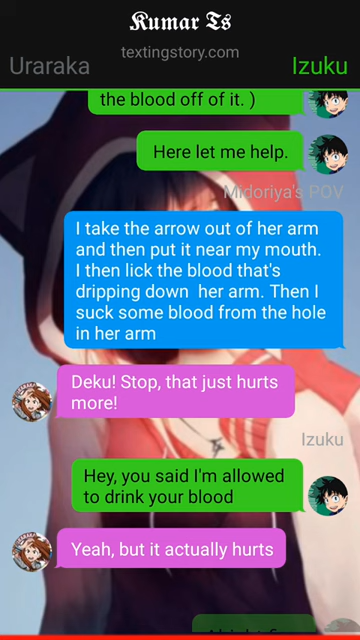 Kumar Ts
textingstory.com
Uraraka
Izuku
the blood off of it. )
Here let me help.
Midoriya's POV
I take the arrow out of her arm
and then put it near my mouth.
I then lick the blood that's
dripping down her arm. Then I
suck some blood from the hole
in her arm
Deku! Stop, that just hurts
more!
Izuku
Hey, you said I'm allowed
to drink your blood
Yeah, but it actually hurts